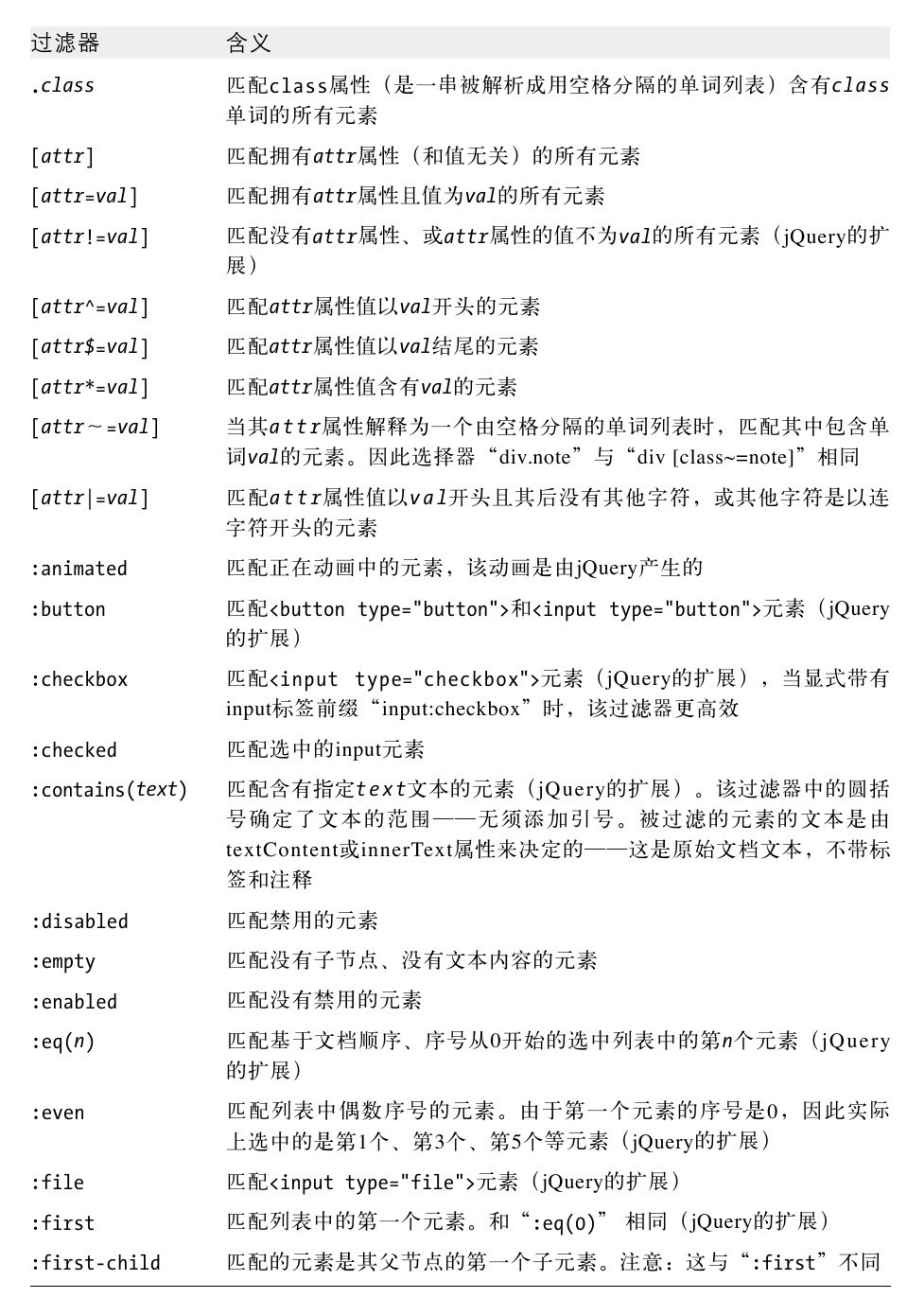 过滤器 含义
.class 匹配class属性（是一串被解析成用空格分隔的单词列表）含有class
单词的所有元素
[attr] 匹配拥有attr属性（和值无关）的所有元素
[attr=val] 匹配拥有attr属性且值为val的所有元素
[attr!=val] 匹配没有attr属性、或attr属性的值不为val的所有元素（jQuery的扩
展）
[attr^=val] 匹配attr属性值以val开头的元素
[attr$=val] 匹配attr属性值以val结尾的元素
[attr*=val] 匹配attr属性值含有val的元素
[attr～=val] 当其attr属性解释为一个由空格分隔的单词列表时，匹配其中包含单
词val的元素。因此选择器“div.note”与“div [class~=note]”相同
[attr|=val] 匹配attr属性值以val开头且其后没有其他字符，或其他字符是以连
字符开头的元素
:animated 匹配正在动画中的元素，该动画是由jQuery产生的
:button 匹配<button type="button">和<input type="button">元素（jQuery
的扩展）
:checkbox 匹配<input type="checkbox">元素（jQuery的扩展），当显式带有
input标签前缀“input:checkbox”时，该过滤器更高效
:checked 匹配选中的input元素
:contains(text) 匹配含有指定text文本的元素（jQuery的扩展）。该过滤器中的圆括
号确定了文本的范围——无须添加引号。被过滤的元素的文本是由
textContent或innerText属性来决定的——这是原始文档文本，不带标
签和注释
:disabled 匹配禁用的元素
:empty 匹配没有子节点、没有文本内容的元素
:enabled 匹配没有禁用的元素
:eq(n) 匹配基于文档顺序、序号从0开始的选中列表中的第n个元素（jQuery
的扩展）
:even 匹配列表中偶数序号的元素。由于第一个元素的序号是0，因此实际
上选中的是第1个、第3个、第5个等元素（jQuery的扩展）
:file 匹配<input type="file">元素（jQuery的扩展）
:first 匹配列表中的第一个元素。和“:eq(0)” 相同（jQuery的扩展）
:first-child 匹配的元素是其父节点的第一个子元素。注意：这与“:first”不同